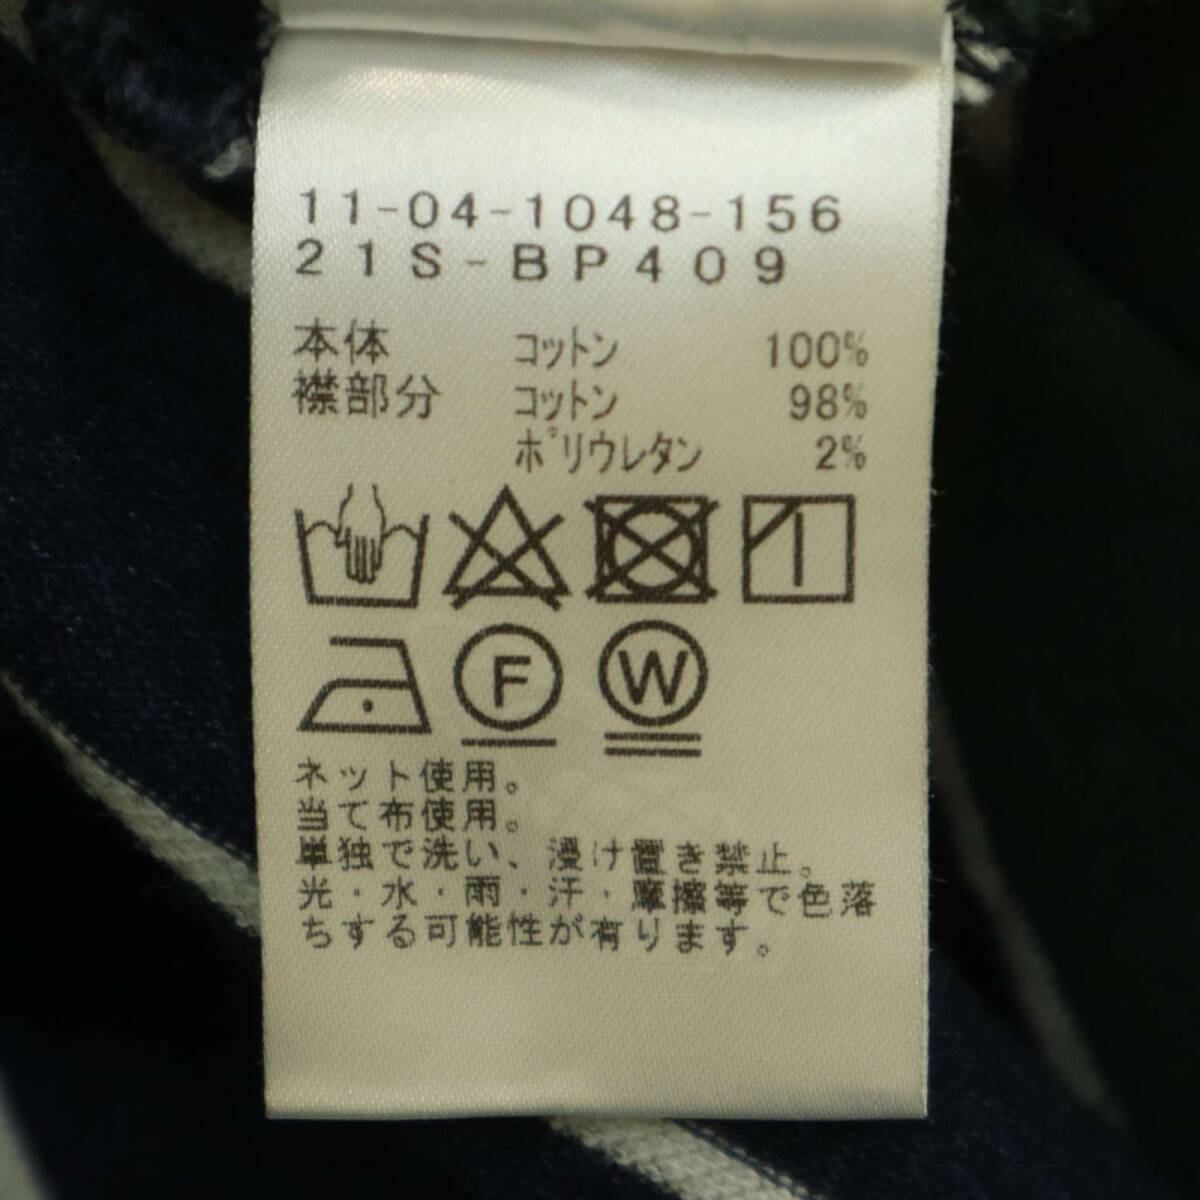 11-04-1048-156
21S-BP409
本体 コットン 100%
襟部分 コットン 98%
ポリウレタン 2%
F W
ネット使用。
当て布使用。
単独で洗い、浸け置き禁止。
光・水・雨・汗・摩擦等で色落
ちする可能性が有ります。